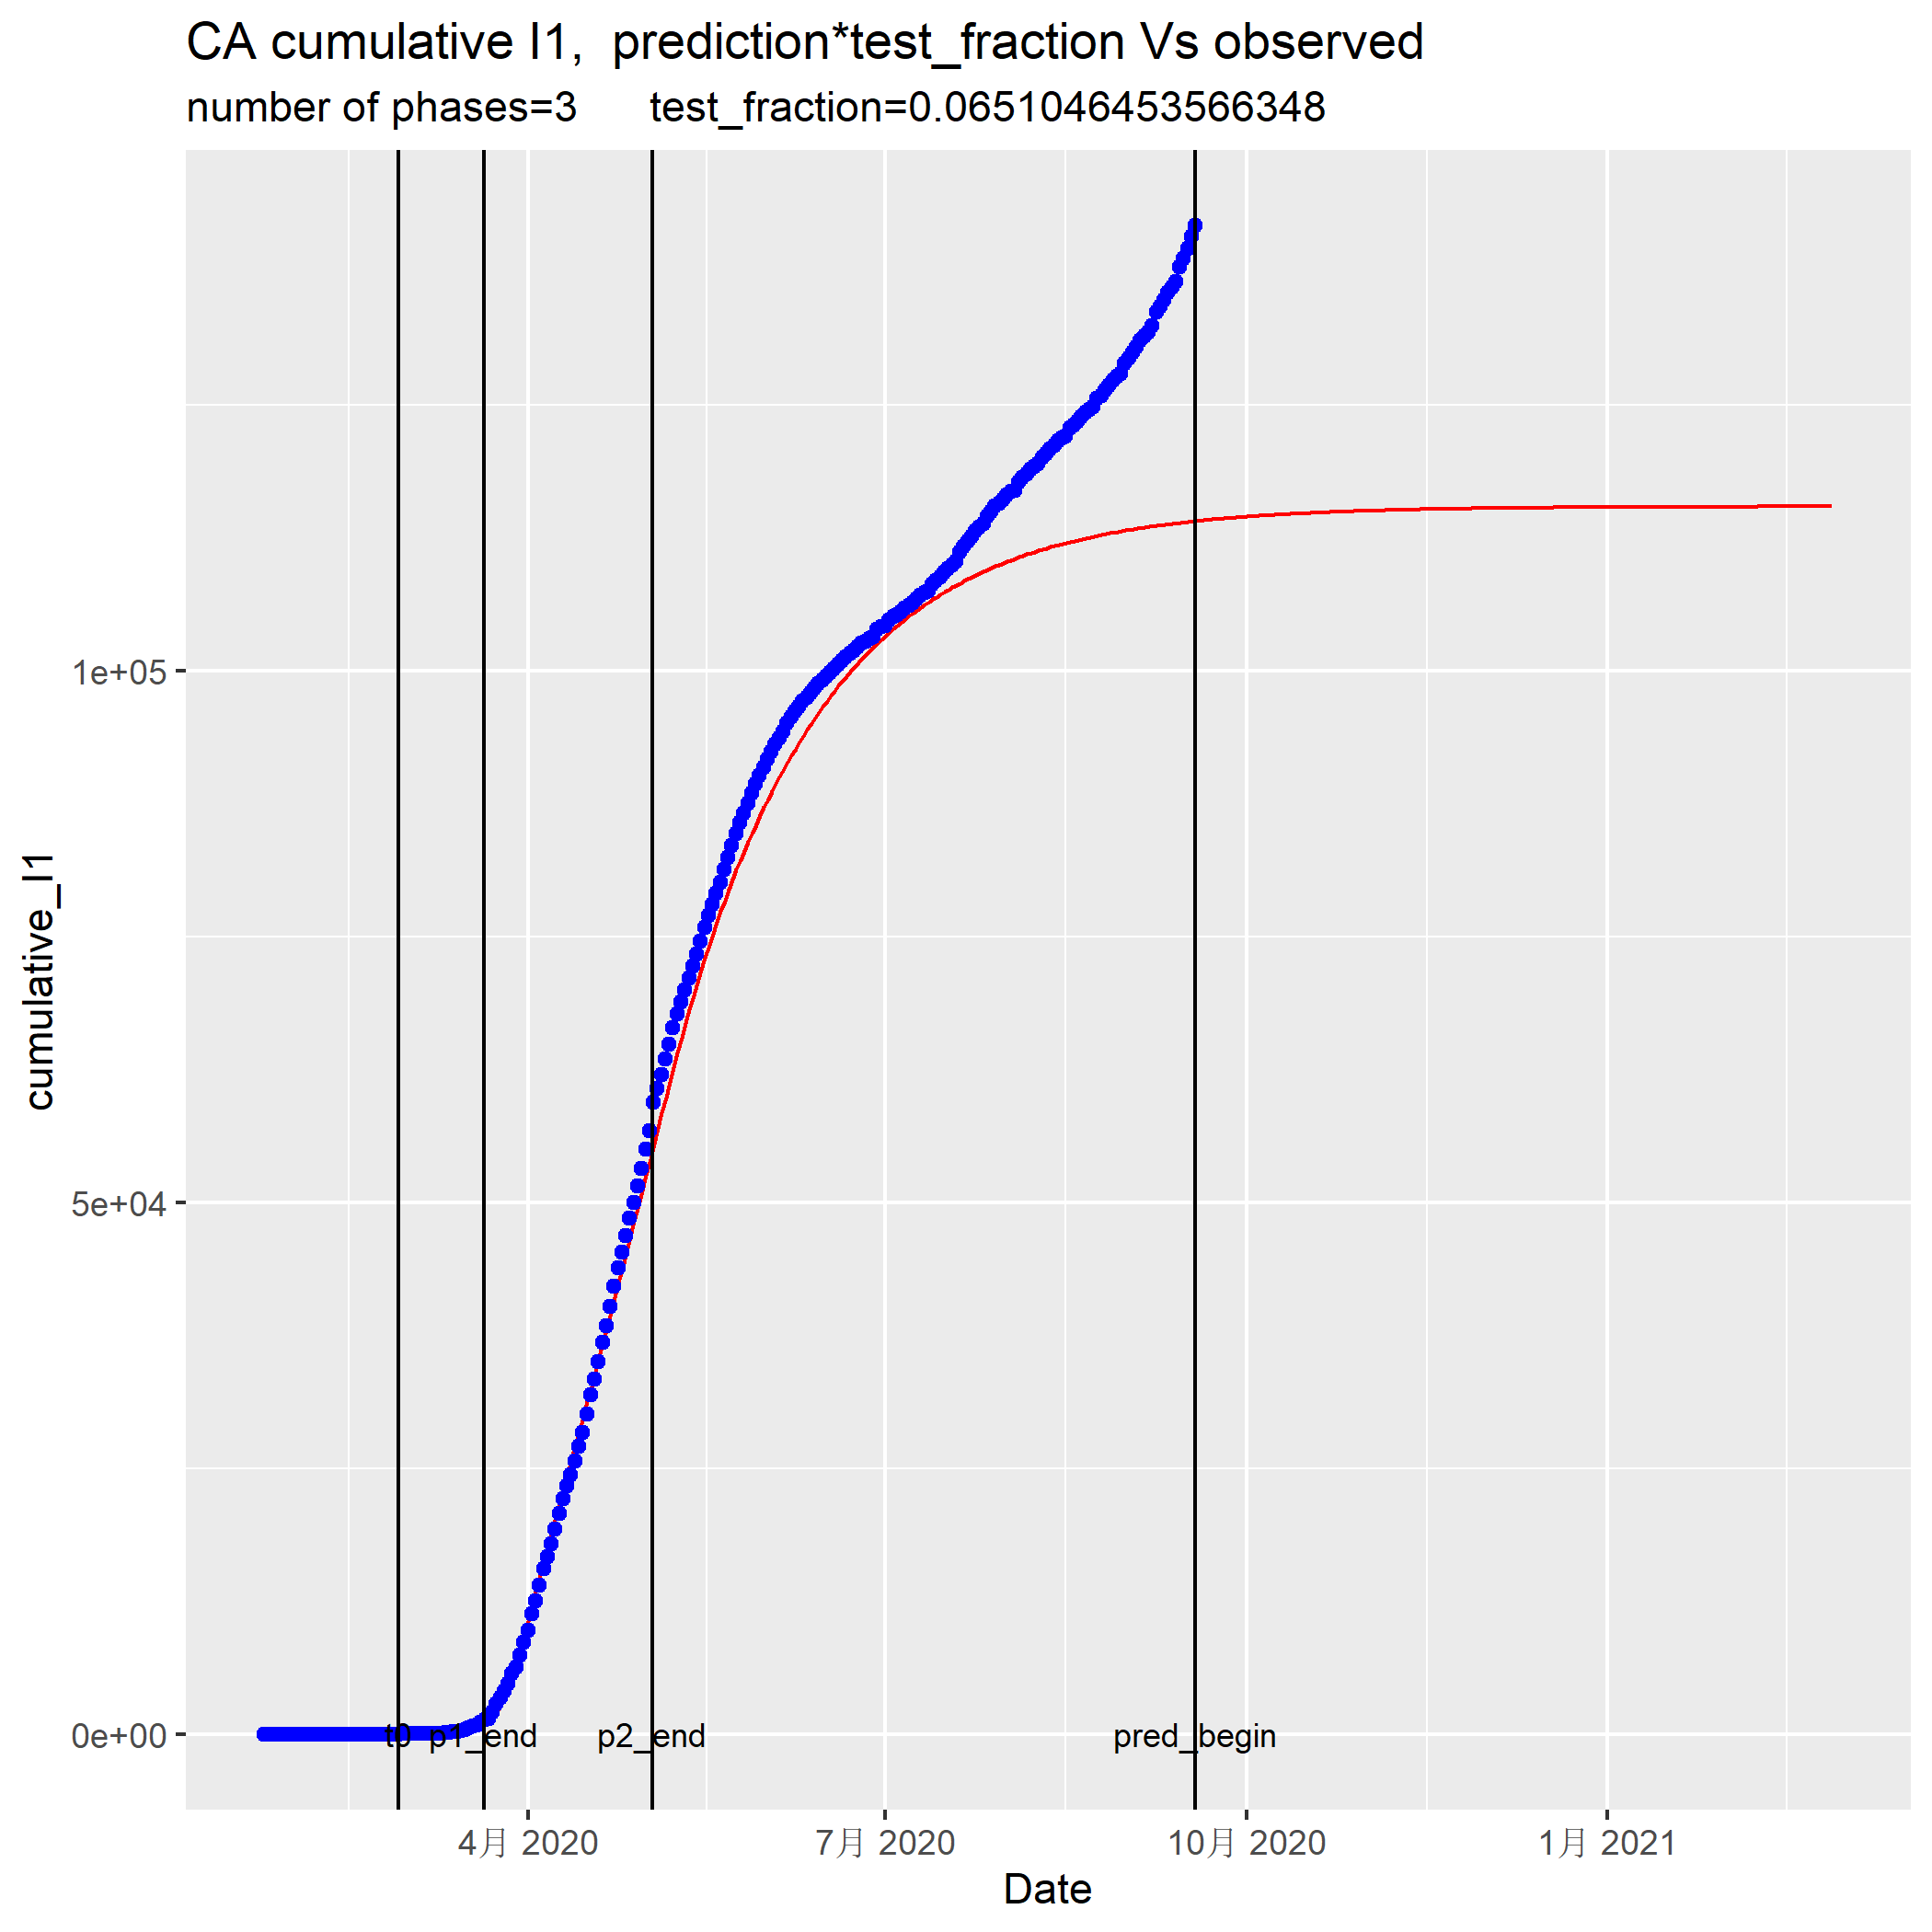 CA cumulative I1,  prediction*test_fraction Vs observed
number of phases=3      test_fraction=0.0651046453566348
cumulative_I1
1e+05
5e+04
0e+00
t0 p1_end p2_end pred_begin
4月 2020 7月 2020 10月 2020 1月 2021
Date